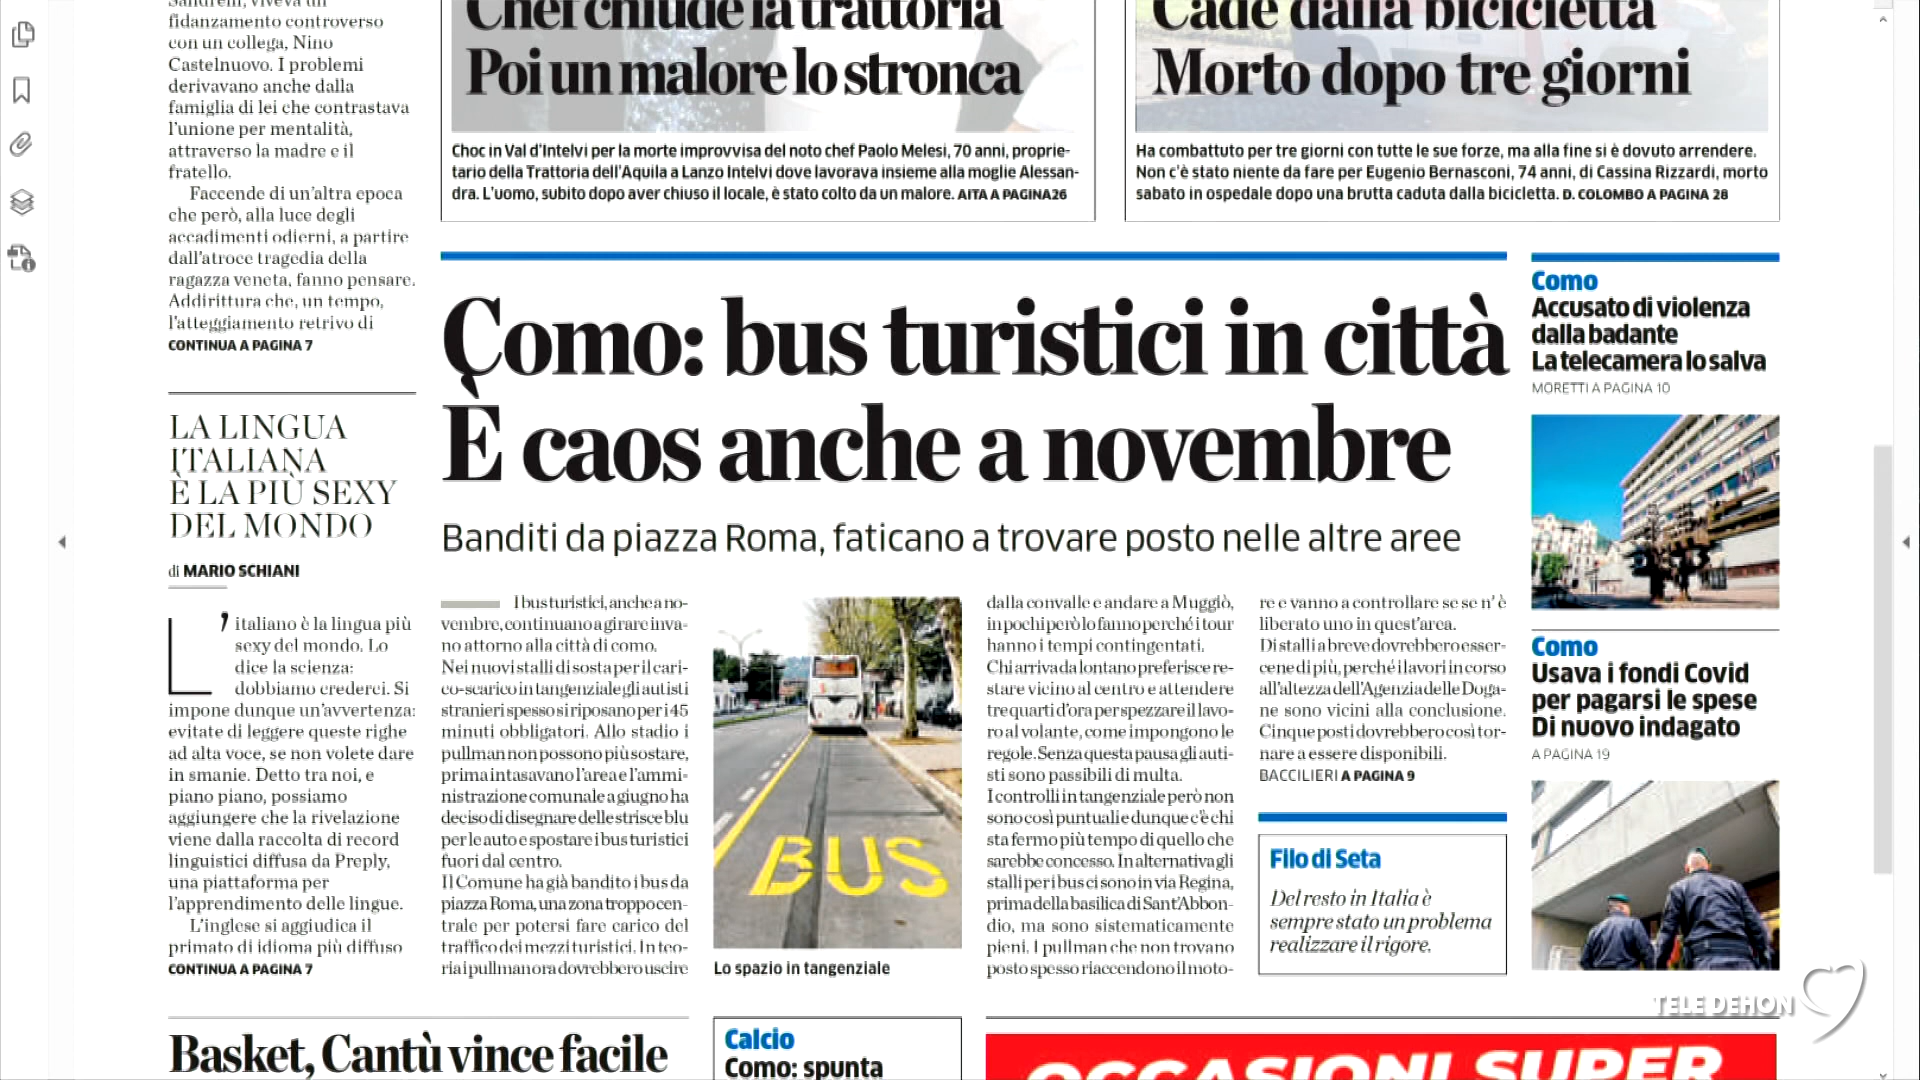 Sandrelli, viveva un
fidanzamento controverso
con un collega, Nino
Castelnuovo. I problemi
derivavano anche dalla
famiglia di lei che contrastava
l'unione per mentalità,
attraverso la madre e il
fratello.
Faccende di un'altra epoca
che però, alla luce degli
accadimenti odierni, a partire
dall'atroce tragedia della
ragazza veneta, fanno pensare.
Addirittura che, un tempo,
l'atteggiamento retrivo di
CONTINUA A PAGINA 7
LA LINGUA
ITALIANA
È LA PIÙ SEXY
DEL MONDO
di MARIO SCHIANI
L'italiano è la lingua più
sexy del mondo. Lo
dice la scienza:
dobbiamo crederci. Si
impone dunque un'avvertenza:
evitate di leggere queste righe
ad alta voce, se non volete dare
in smanie. Detto tra noi, e
piano piano, possiamo
aggiungere che la rivelazione
viene dalla raccolta di record
linguistici diffusa da Preply,
una piattaforma per
l'apprendimento delle lingue.
L'inglese si aggiudica il
primato di idioma più diffuso
CONTINUA A PAGINA 7
Chef chiude la trattoria
Poi un malore lo stronca
Choc in Val d'Intelvi per la morte improvvisa del noto chef Paolo Melesi, 70 anni, proprie-
tario della Trattoria dell'Aquila a Lanzo Intelvi dove lavorava insieme alla moglie Alessan-
dra. L'uomo, subito dopo aver chiuso il locale, è stato colto da un malore. AITA A PAGINA26
Cade dalla bicicletta
Morto dopo tre giorni
Ha combattuto per tre giorni con tutte le sue forze, ma alla fine si è dovuto arrendere.
Non c'è stato niente da fare per Eugenio Bernasconi, 74 anni, di Cassina Rizzardi, morto
sabato in ospedale dopo una brutta caduta dalla bicicletta. D. COLOMBO A PAGINA 28
Como: bus turistici in città
È caos anche a novembre
Banditi da piazza Roma, faticano a trovare posto nelle altre aree
I bus turistici, anche a no-
vembre, continuano a girare inva-
no attorno alla città di como.
Nei nuovi stalli di sosta per il cari-
co-scarico in tangenziale gli autisti
stranieri spesso si riposano per i 45
minuti obbligatori. Allo stadio i
pullman non possono più sostare,
prima intasavano l'area e l'ammi-
nistrazione comunale a giugno ha
deciso di disegnare delle strisce blu
per le auto e spostare i bus turistici
fuori dal centro.
Il Comune ha già bandito i bus da
piazza Roma, una zona troppo cen-
trale per potersi fare carico del
traffico dei mezzi turistici. In teo-
ria i pullman ora dovrebbero uscire
BUS
Lo spazio in tangenziale
dalla convalle e andare a Muggiò,
in pochi però lo fanno perché i tour
hanno i tempi contingentati.
Chi arriva da lontano preferisce re-
stare vicino al centro e attendere
tre quarti d'ora per spezzare il lavo-
ro al volante, come impongono le
regole. Senza questa pausa gli auti-
sti sono passibili di multa.
I controlli in tangenziale però non
sono così puntuali e dunque c'è chi
sta fermo più tempo di quello che
sarebbe concesso. In alternativa gli
stalli per i bus ci sono in via Regina,
prima della basilica di Sant'Abbon-
dio, ma sono sistematicamente
pieni. I pullman che non trovano
posto spesso riaccendono il moto-
re e vanno a controllare se se n'è
liberato uno in quest'area.
Di stalli a breve dovrebbero esser-
cene di più, perché i lavori in corso
all'altezza dell'Agenzia delle Doga-
ne sono vicini alla conclusione.
Cinque posti dovrebbero così tor-
nare a essere disponibili.
BACCILIERI A PAGINA 9
Filo di Seta
Del resto in Italia è
sempre stato un problema
realizzare il rigore.
Como
Accusato di violenza
dalla badante
La telecamera lo salva
MORETTI A PAGINA 10
Como
Usava i fondi Covid
per pagarsi le spese
Di nuovo indagato
A PAGINA 19
TELE DEHON
Basket, Cantù vince facile
Calcio
Como: spunta
OCCASIONI SUPER